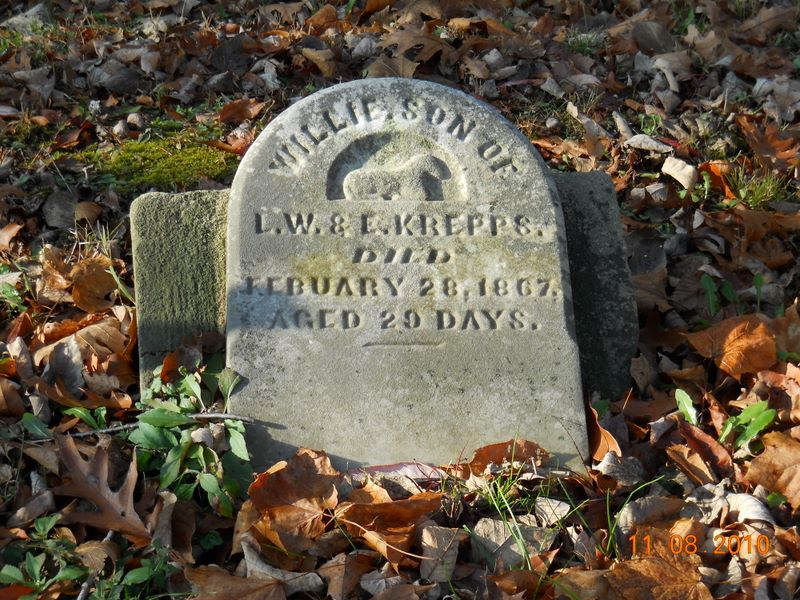 WILLIE, SON OF
L.W. & E. KREPPS.
DIED
FEBUARY 28, 1867,
AGED 29 DAYS.
11 08 2010